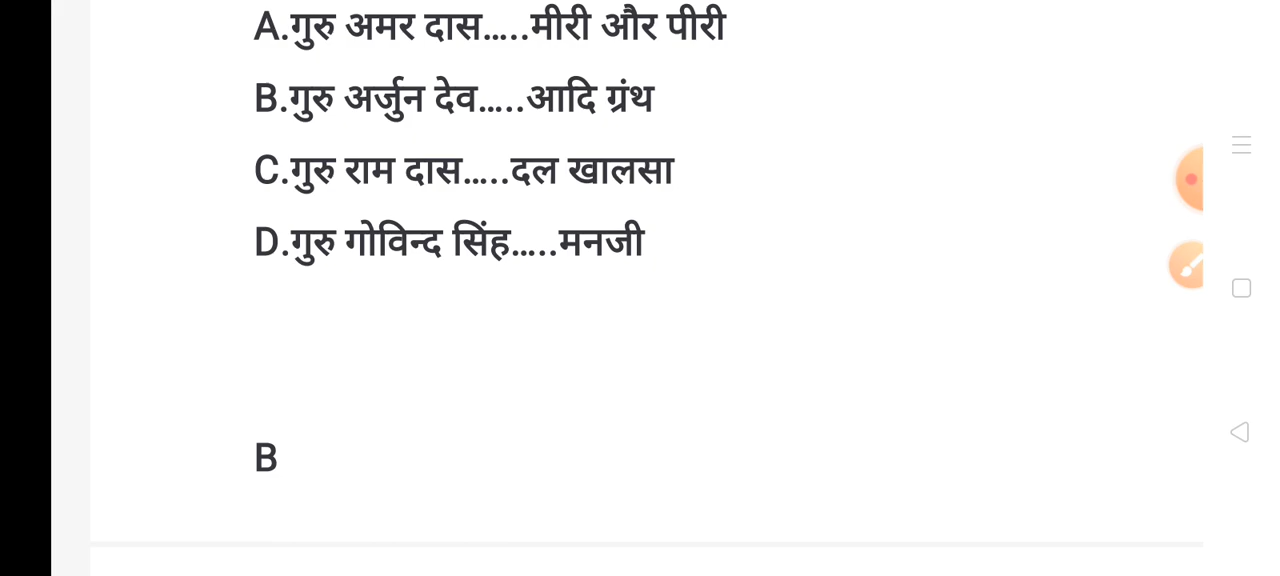 A.गुरु अमर दास.....मीरी और पीरी
B.गुरु अर्जुन देव.....आदि ग्रंथ
C.गुरु राम दास.....दल खालसा
D.गुरु गोविन्द सिंह.....मनजी
B